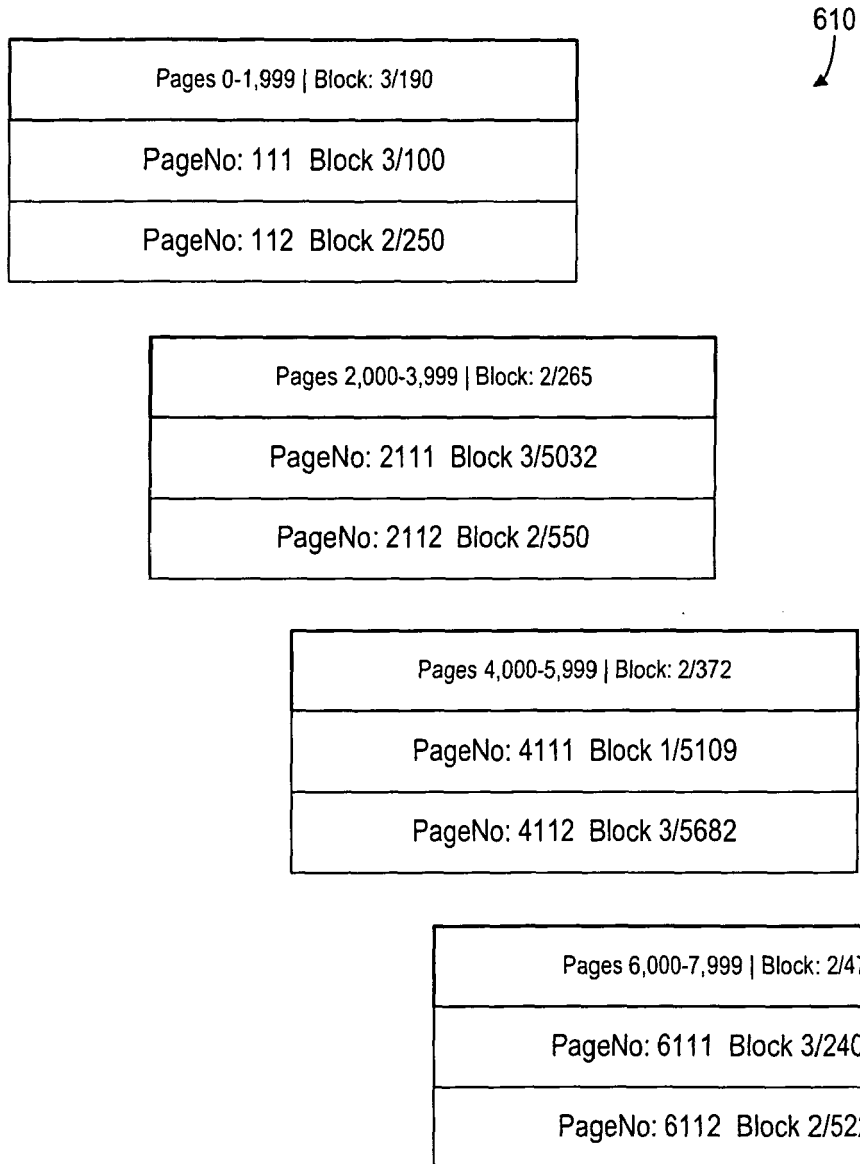 610
Pages 0-1,999 | Block: 3/190
PageNo: 111 Block 3/100
PageNo: 112 Block 2/250
Pages 2,000-3,999 | Block: 2/265
PageNo: 2111 Block 3/5032
PageNo: 2112 Block 2/550
Pages 4,000-5,999 | Block: 2/372
PageNo: 4111 Block 1/5109
PageNo: 4112 Block 3/5682
Pages 6,000-7,999 | Block:
PageNo: 6111 Block
PageNo: 6112 Block